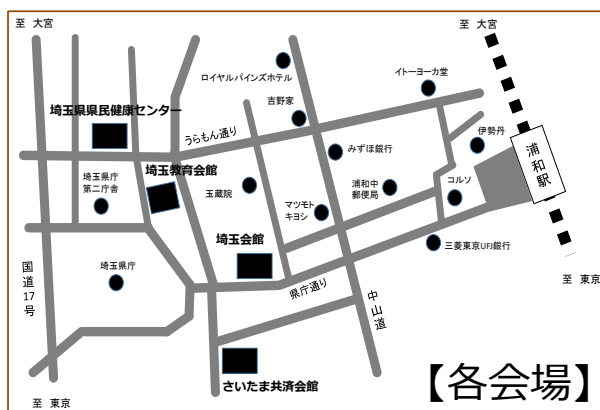 至 大宮
至 大宮
ロイヤルパインズホテル
イトーヨーカ堂
吉野家
埼玉県県民健康センター
うらもん通り
伊勢丹
浦和駅
みずほ銀行
埼玉教育会館
埼玉県庁
第二庁舎
玉蔵院
浦和中
郵便局
コルソ
マツモト
キヨシ
埼玉会館
三菱東京UFJ銀行
埼玉県庁
国道17号
県庁通り
中山道
至 東京
さいたま共済会館
【各会場】
至 東京